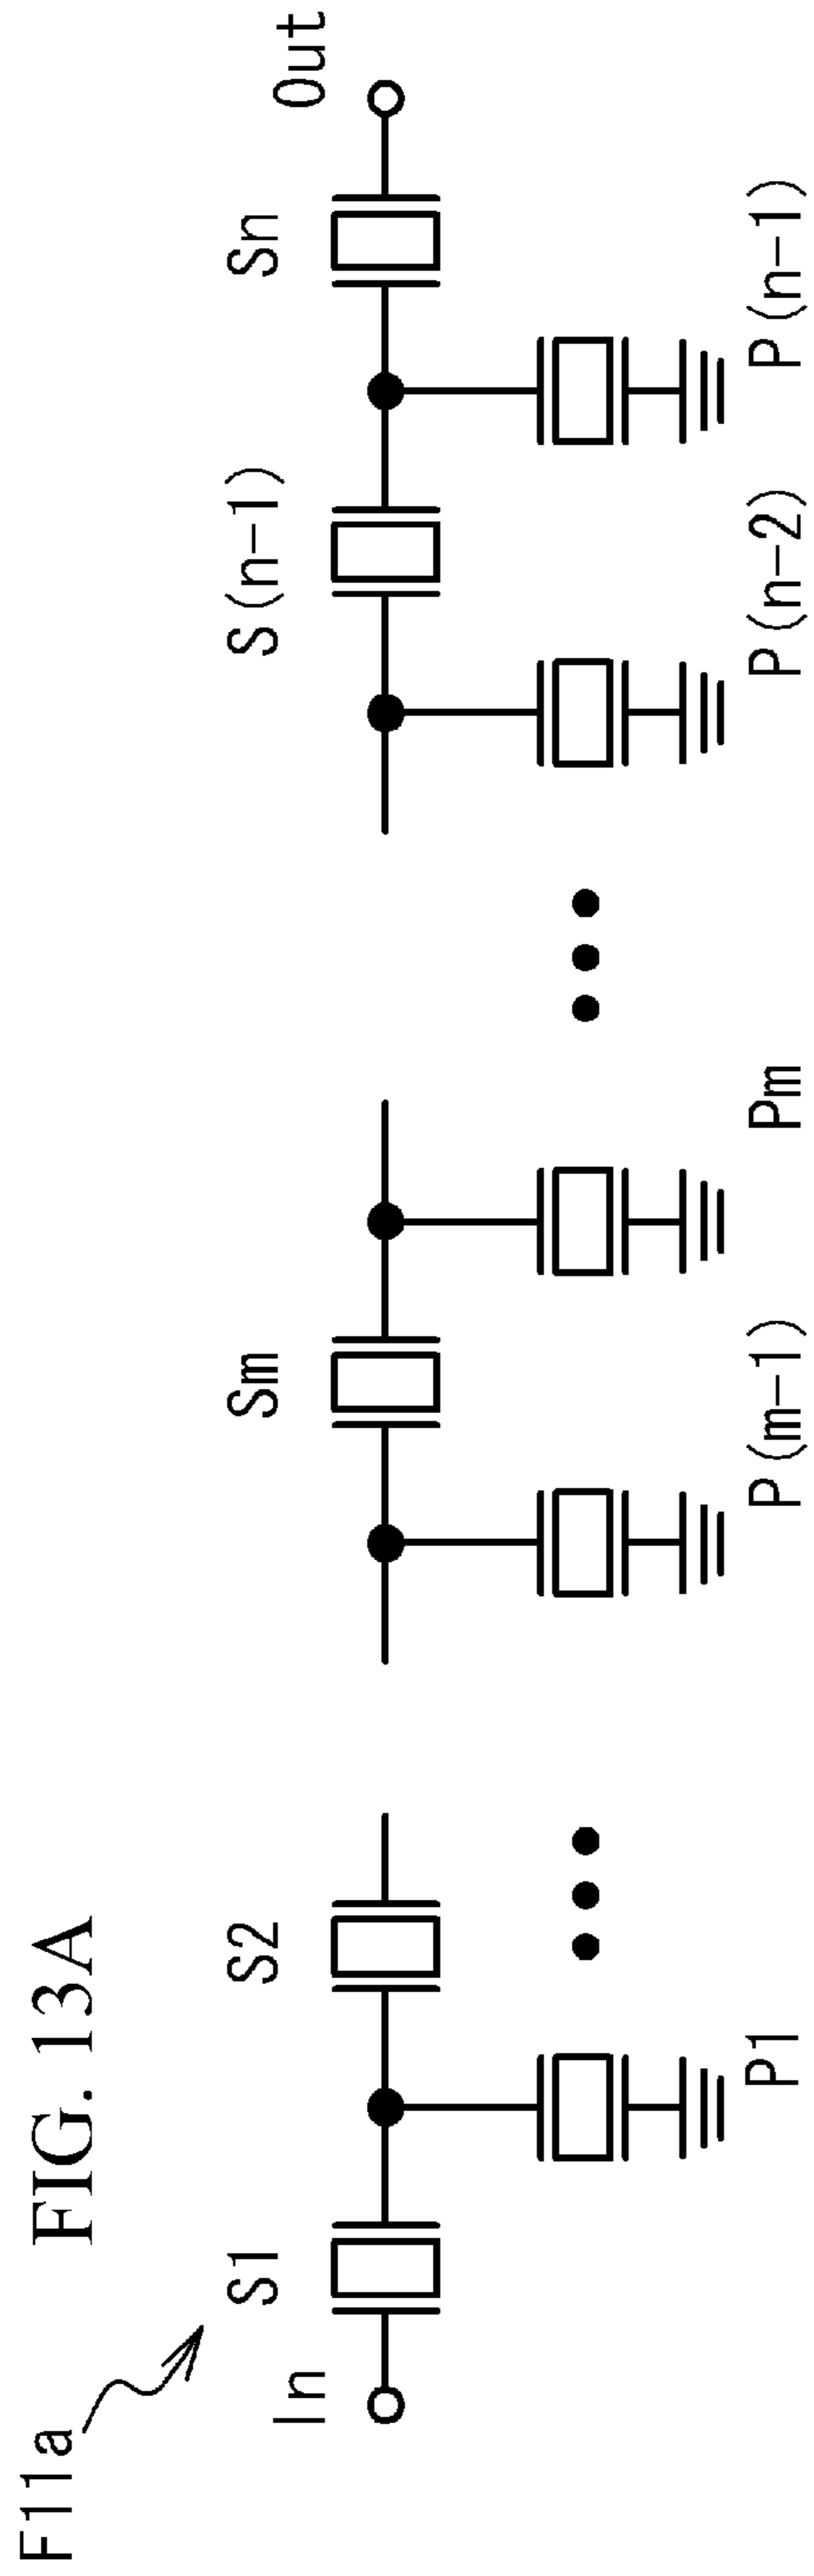 FIG. 13A
F11a
In
S1
S2
Sm
S(n-1)
Sn
Out
P1
P(m-1)
Pm
P(n-2)
P(n-1)